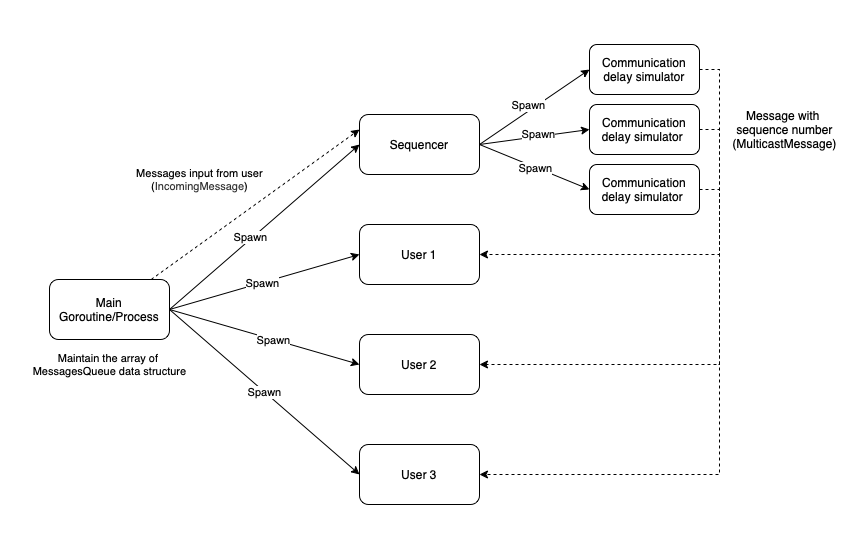 Communication
delay simulator
Spawn
Message with
sequence number
(MulticastMessage)
Communication
delay simulator
Spawn
Sequencer
Spawn
Communication
delay simulator
Messages input from user
(IncomingMessage)
Spawn
User 1
Spawn
Main
Goroutine/Process
Spawn
Maintain the array of
MessagesQueue data structure
User 2
Spawn
User 3